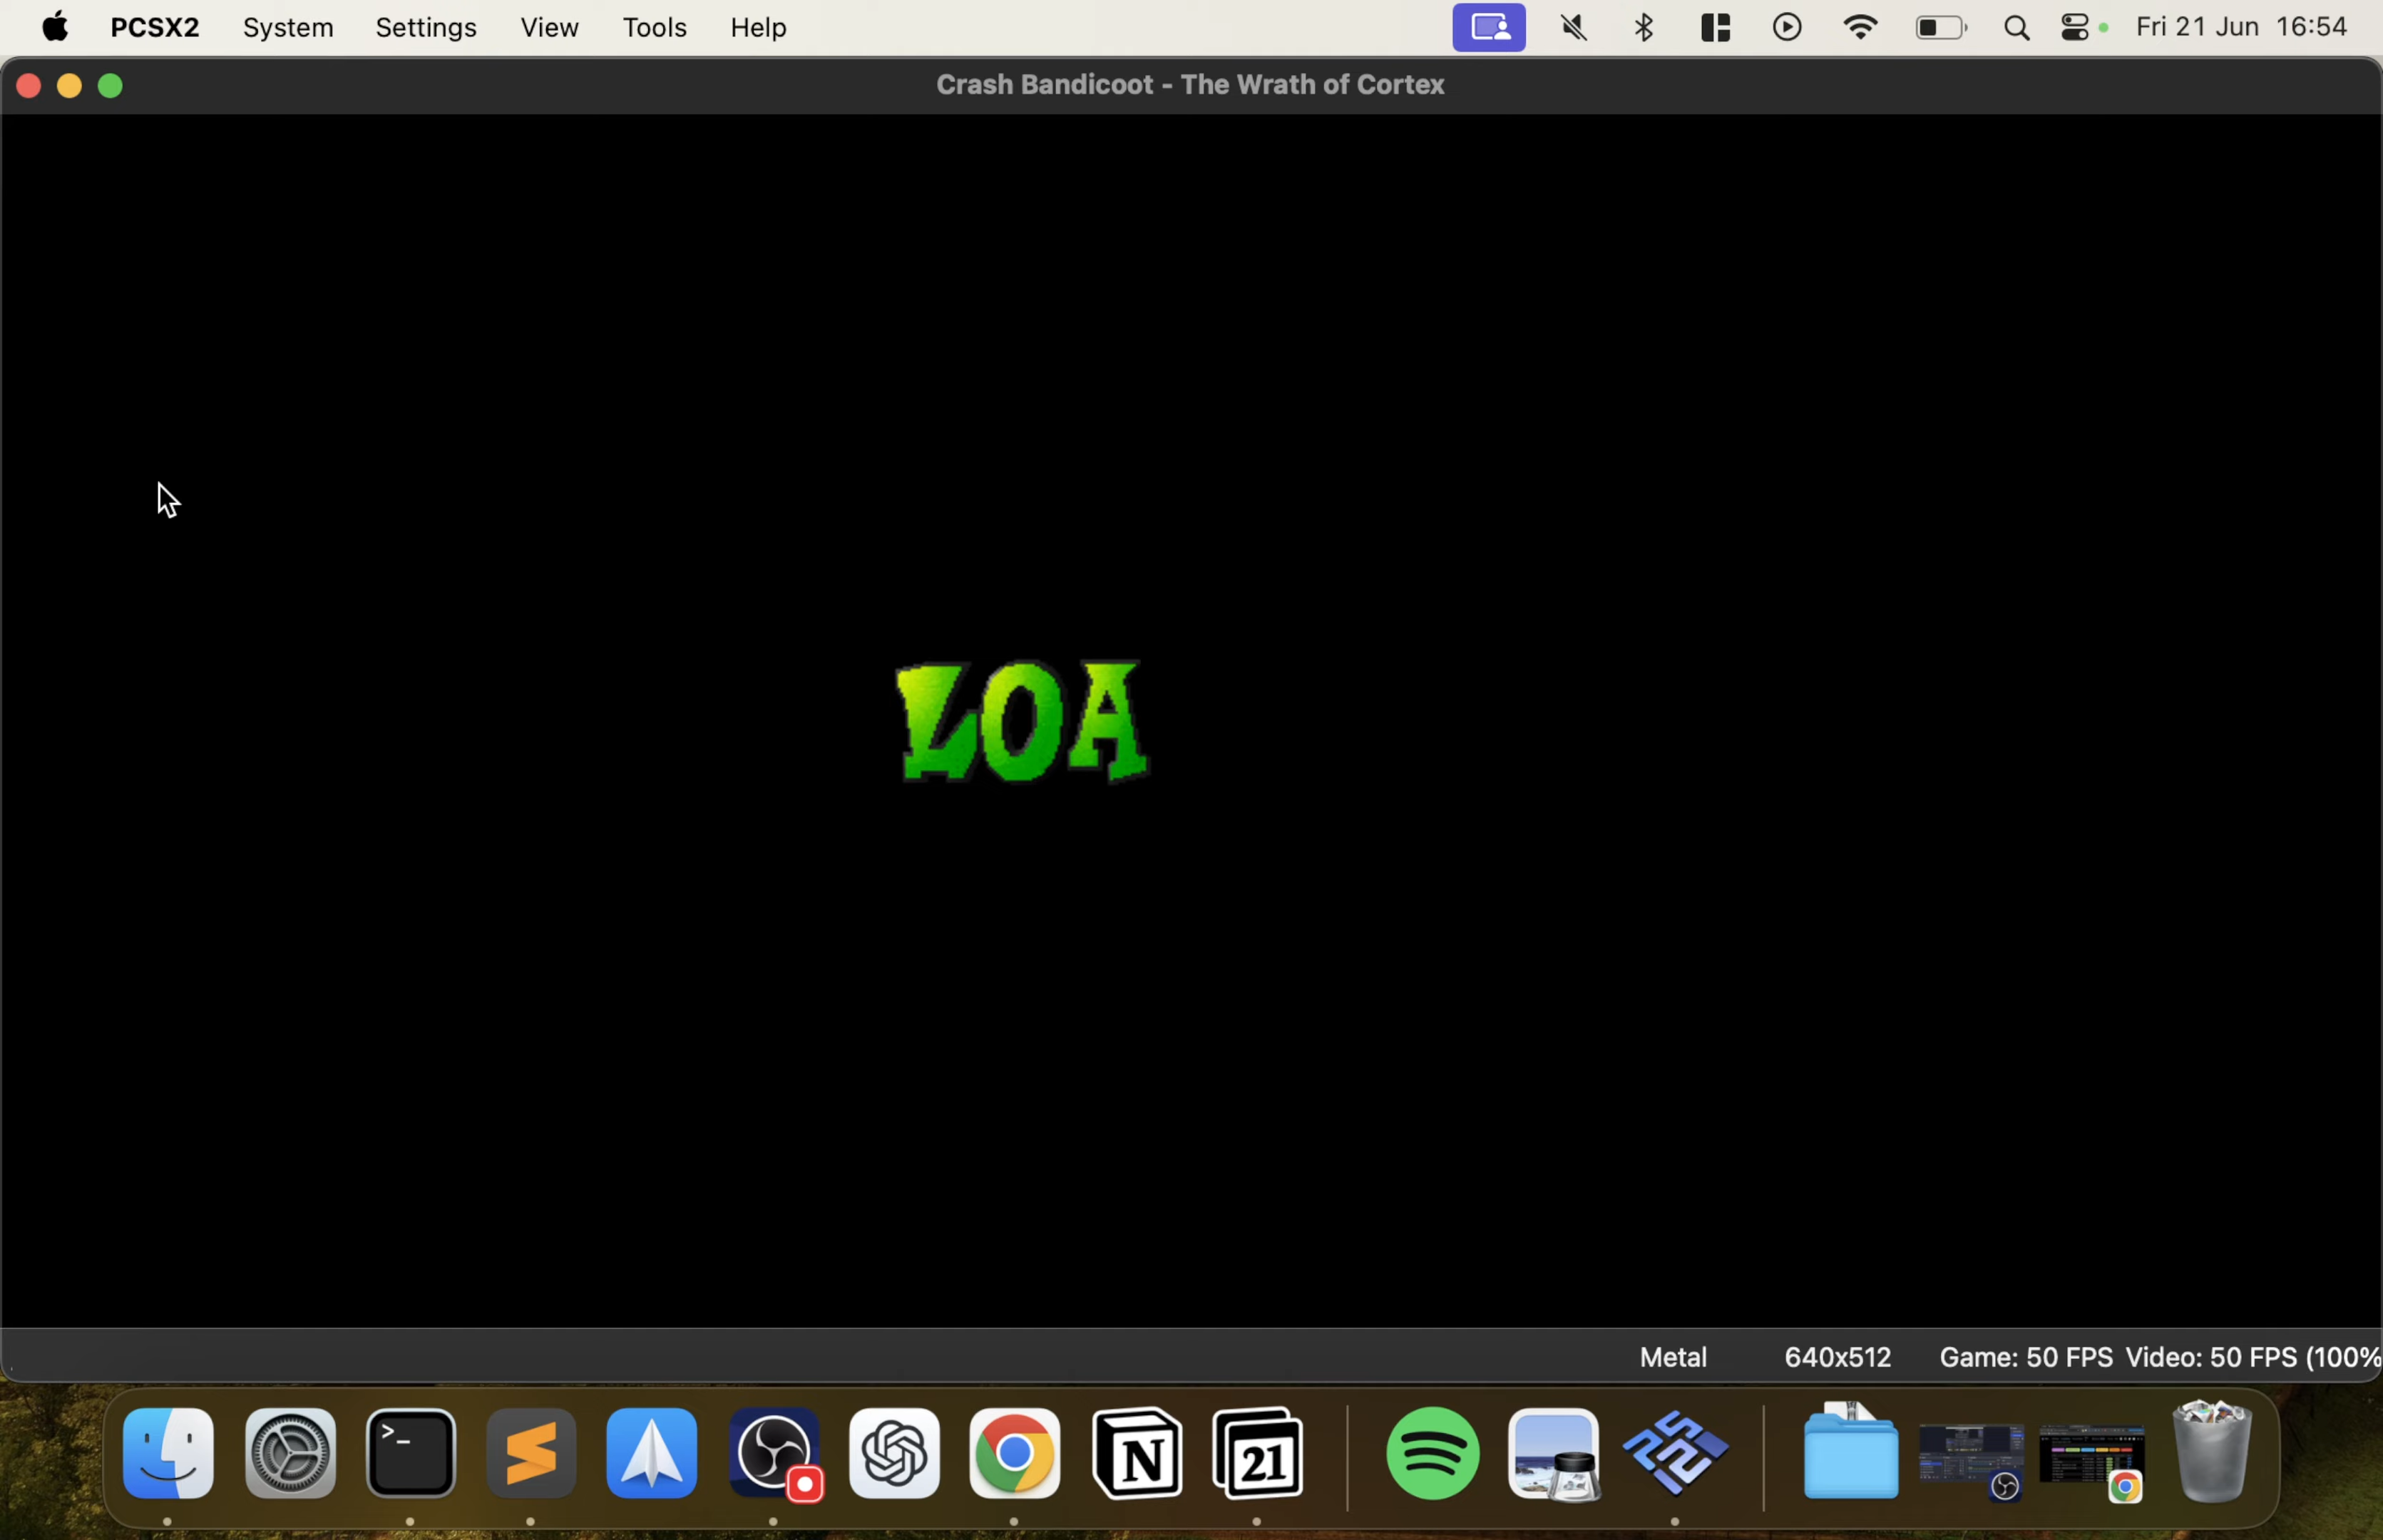 PCSX2 System Settings View Tools Help Fri 21 Jun 16:54
Crash Bandicoot - The Wrath of Cortex
LOA
Metal 640x512 Game: 50 FPS Video: 50 FPS (100%
>_ N 21